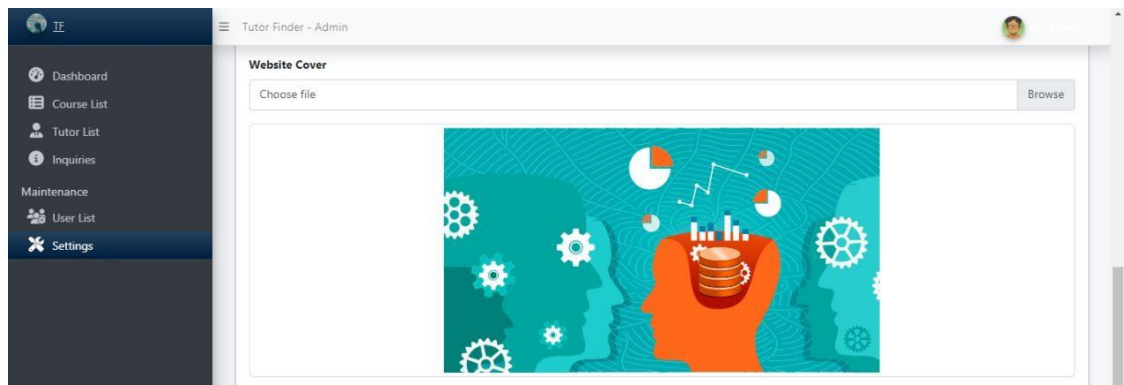 TF
Tutor Finder - Admin
Dashboard
Course List
Tutor List
Inquiries
Maintenance
User List
Settings
Website Cover
Choose file
Browse